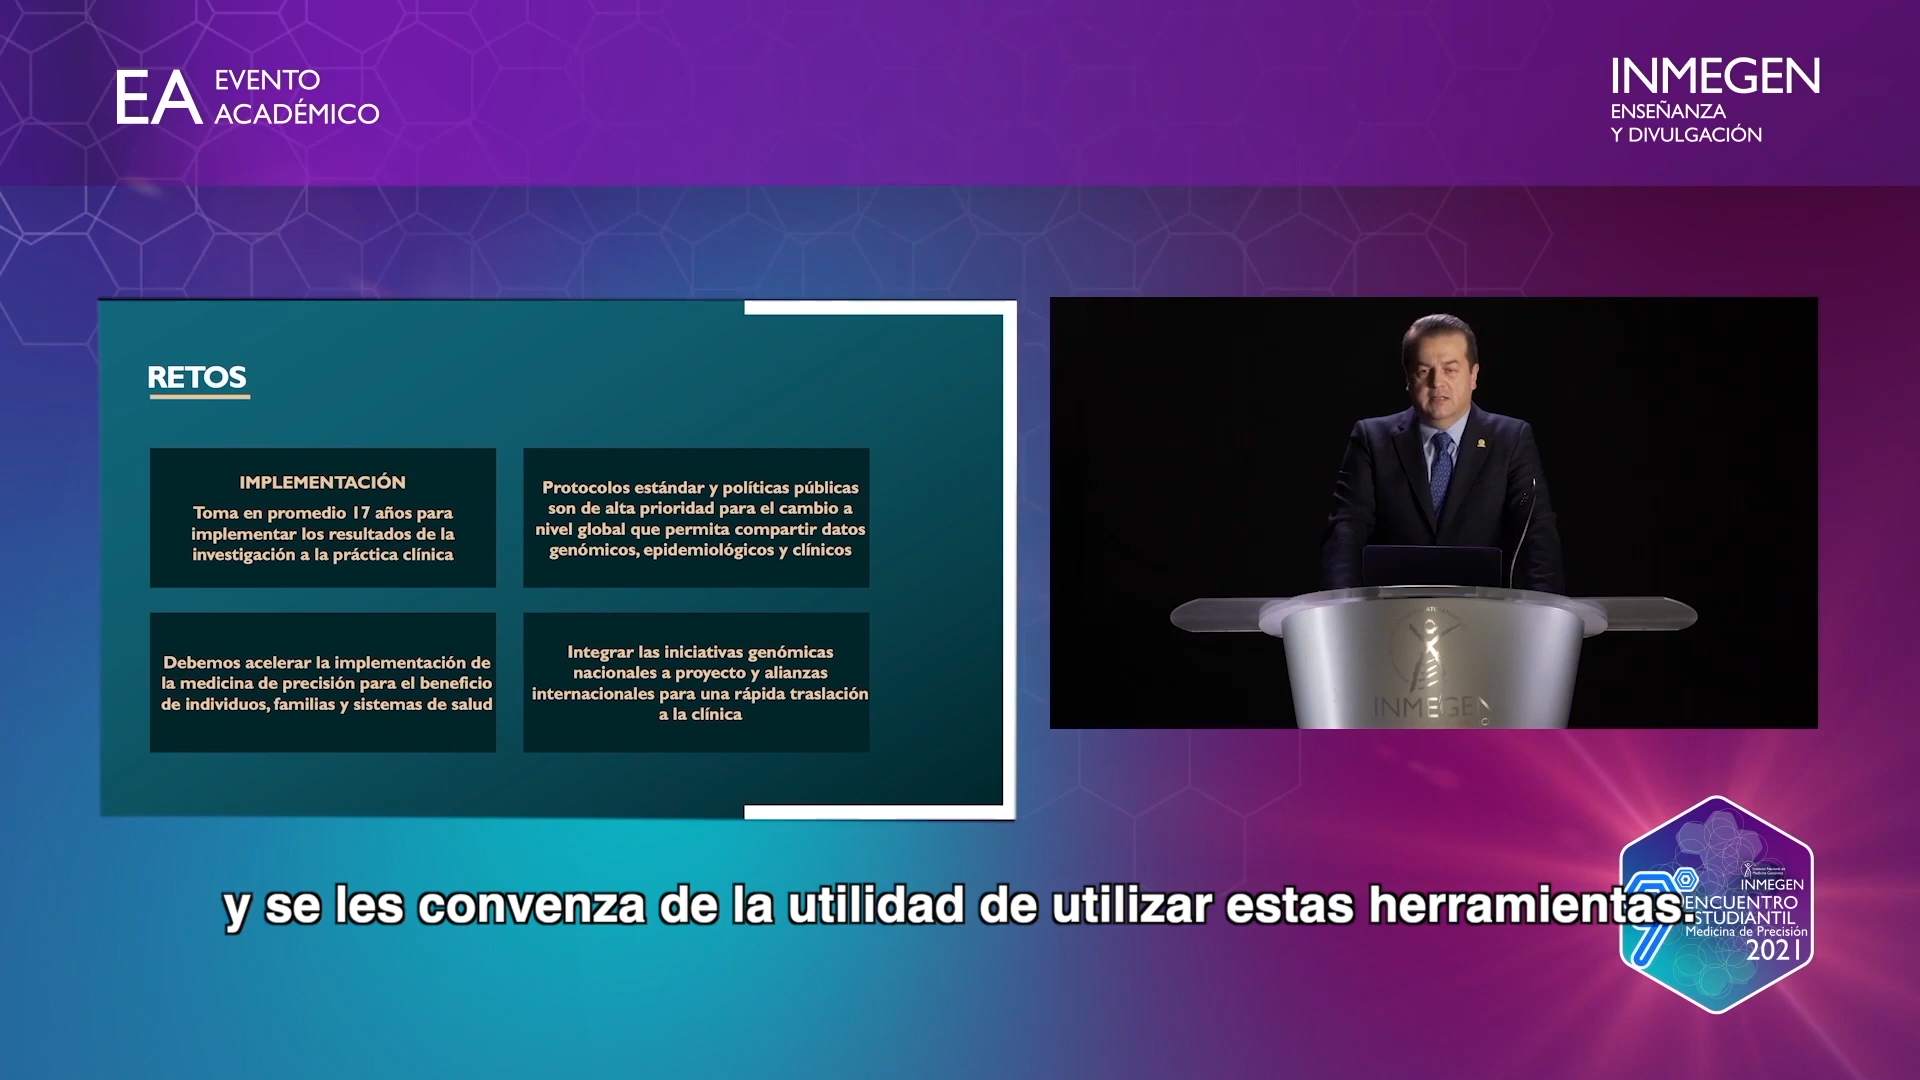 EA EVENTO
ACADÉMICO
INMEGEN
ENSEÑANZA
Y DIVULGACIÓN
RETOS
IMPLEMENTACIÓN
Toma en promedio 17 años para
implementar los resultados de la
investigación a la práctica clínica
Protocolos estándar y políticas públicas
son de alta prioridad para el cambio a
nivel global que permita compartir datos
genómicos, epidemiológicos y clínicos
Debemos acelerar la implementación de
la medicina de precisión para el beneficio
de individuos, familias y sistemas de salud
Integrar las iniciativas genómicas
nacionales a proyecto y alianzas
internacionales para una rápida traslación
a la clínica
INMEGEN
y se les convenza de la utilidad de utilizar estas herramientas.
9°
INMEGEN
ENCUENTRO
ESTUDIANTIL
Medicina de Precisión
2021